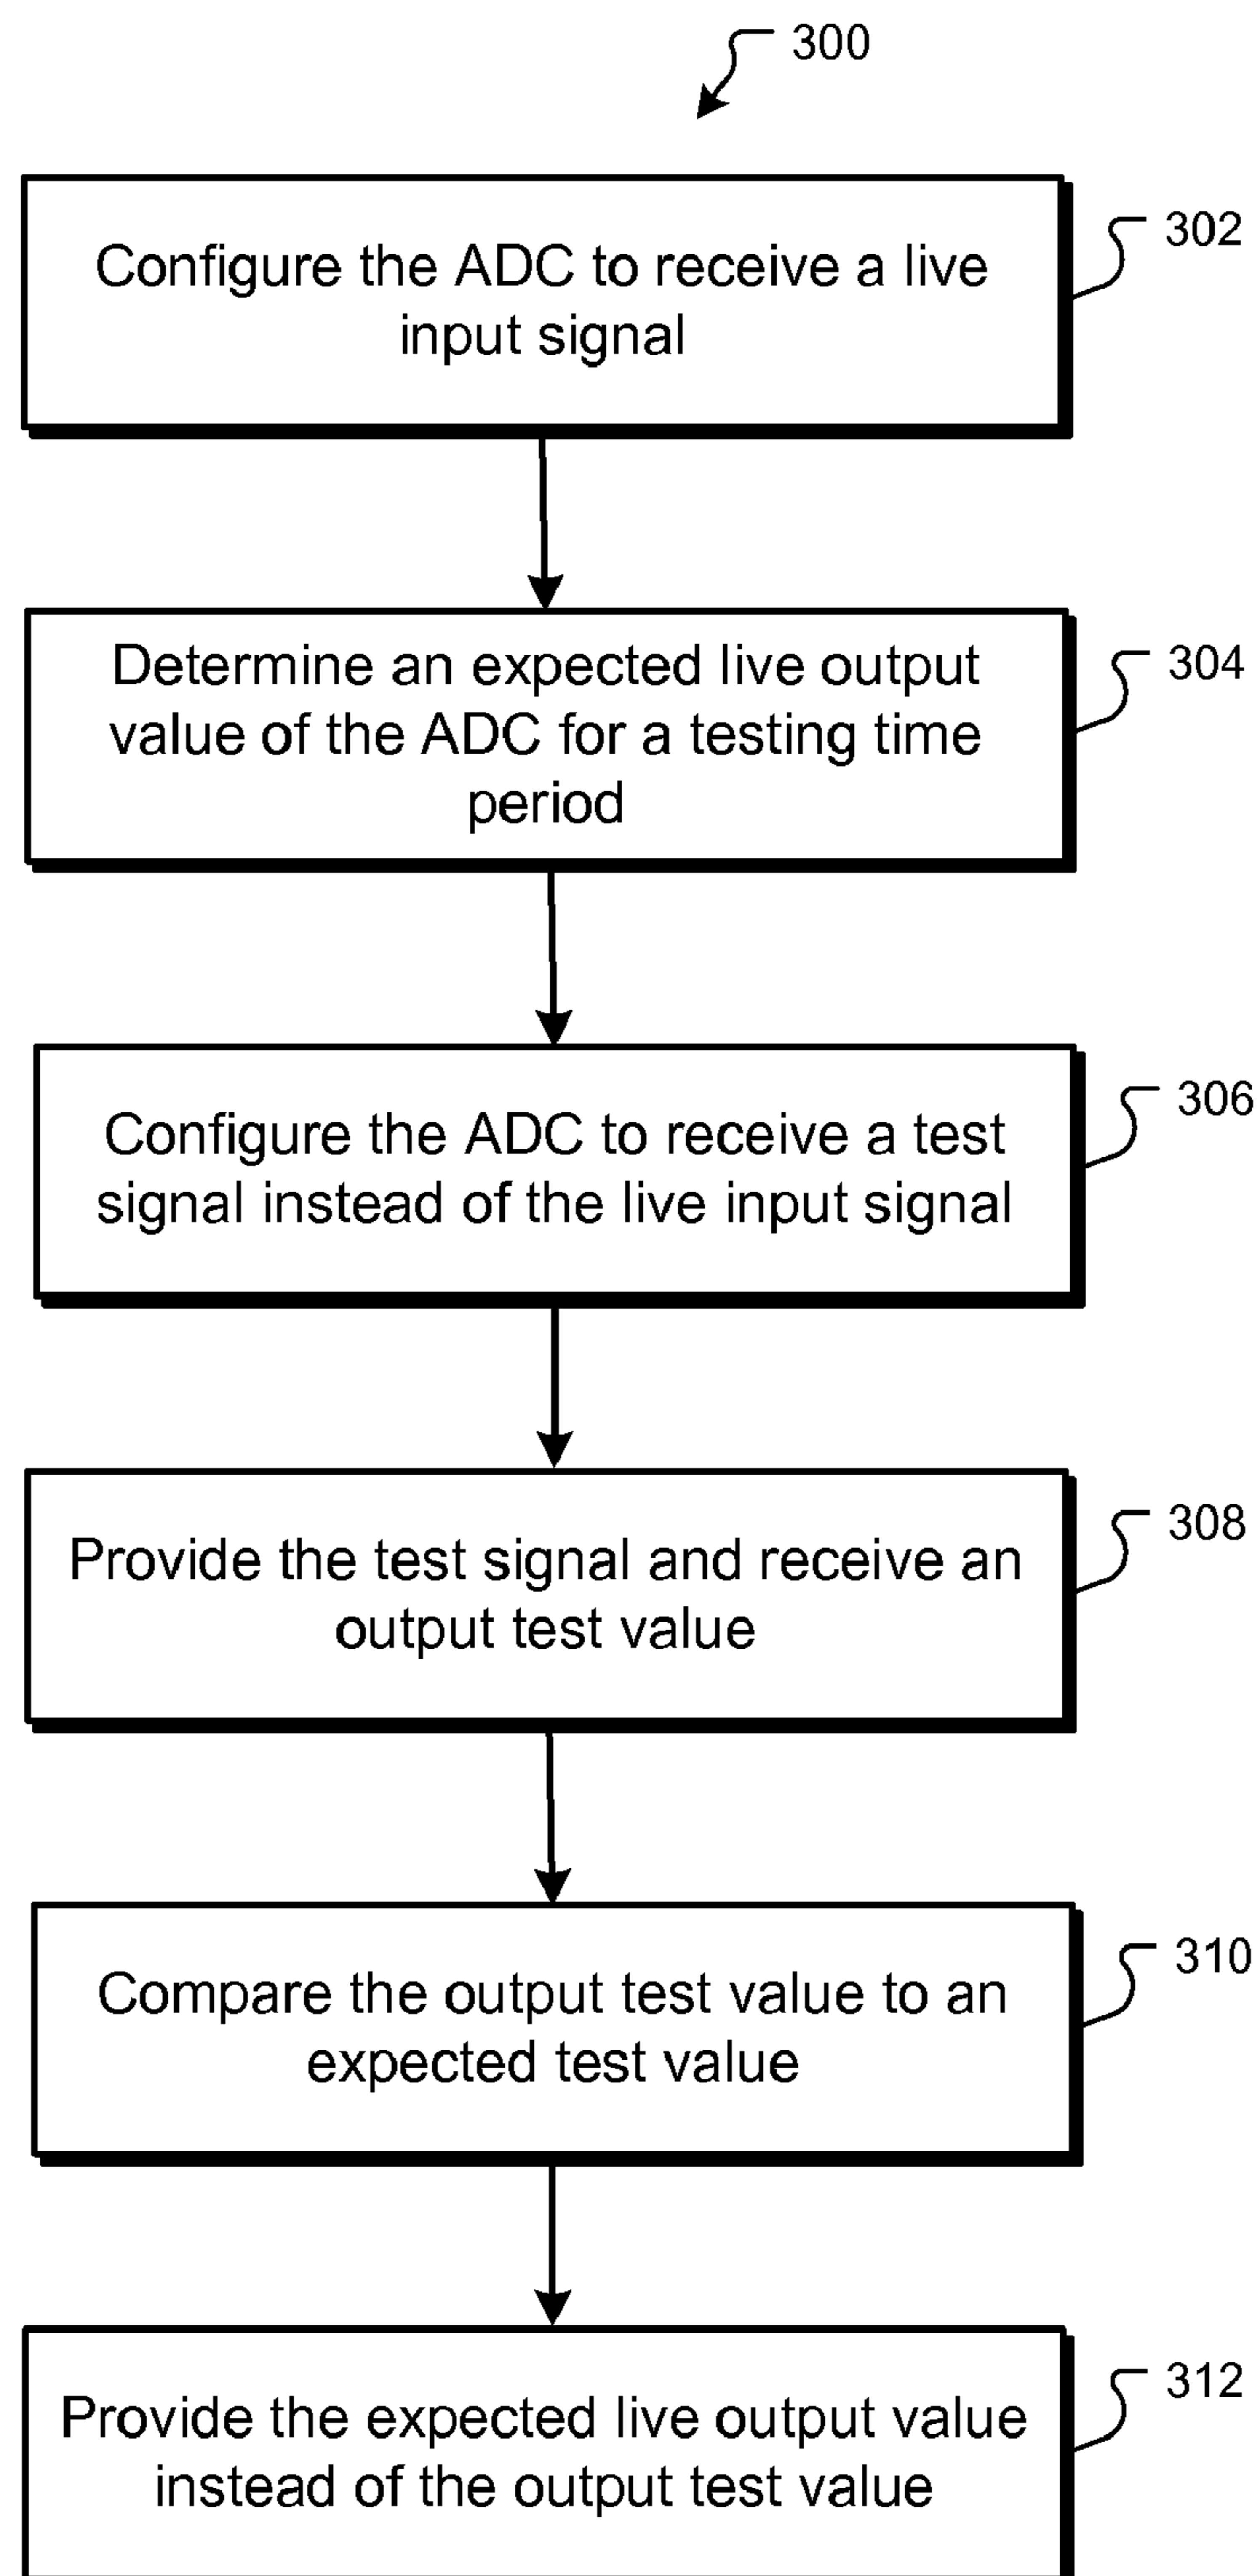 300
Configure the ADC to receive a live
input signal
302
Determine an expected live output
value of the ADC for a testing time
period
304
Configure the ADC to receive a test
signal instead of the live input signal
306
Provide the test signal and receive an
output test value
308
Compare the output test value to an
expected test value
310
Provide the expected live output value
instead of the output test value
312